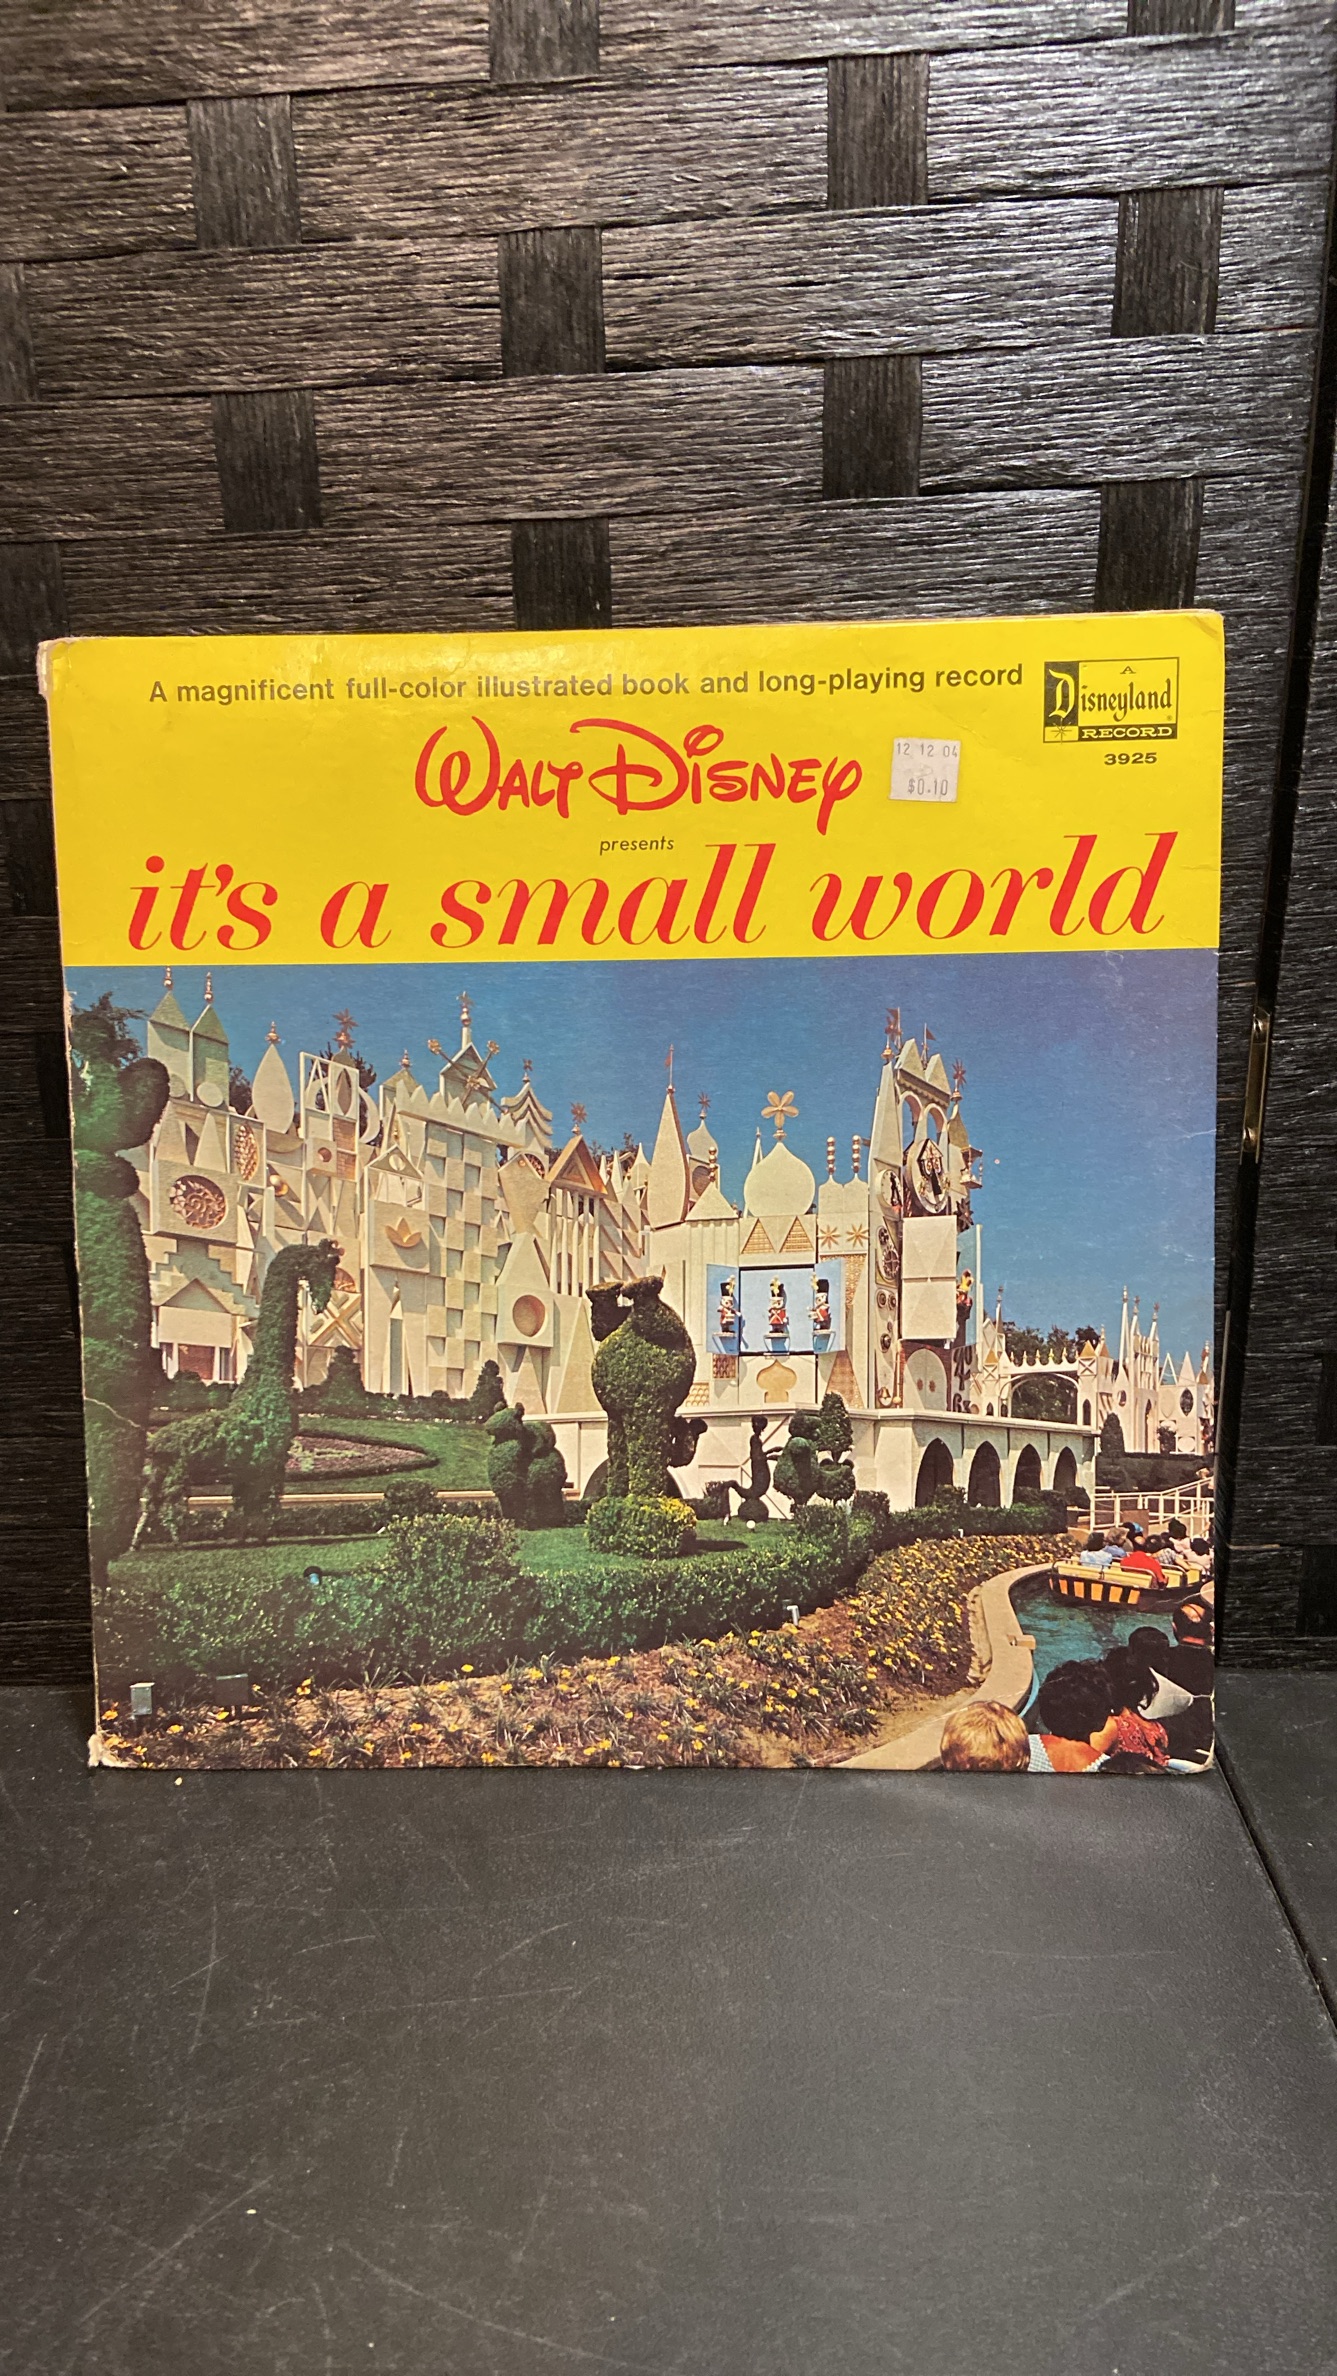 A magnificent full-color illustrated book and long-playing record
A
Disneyland®
RECORD
3925
WALT DISNEY
12 12 04
$0.10
presents
it's a small world